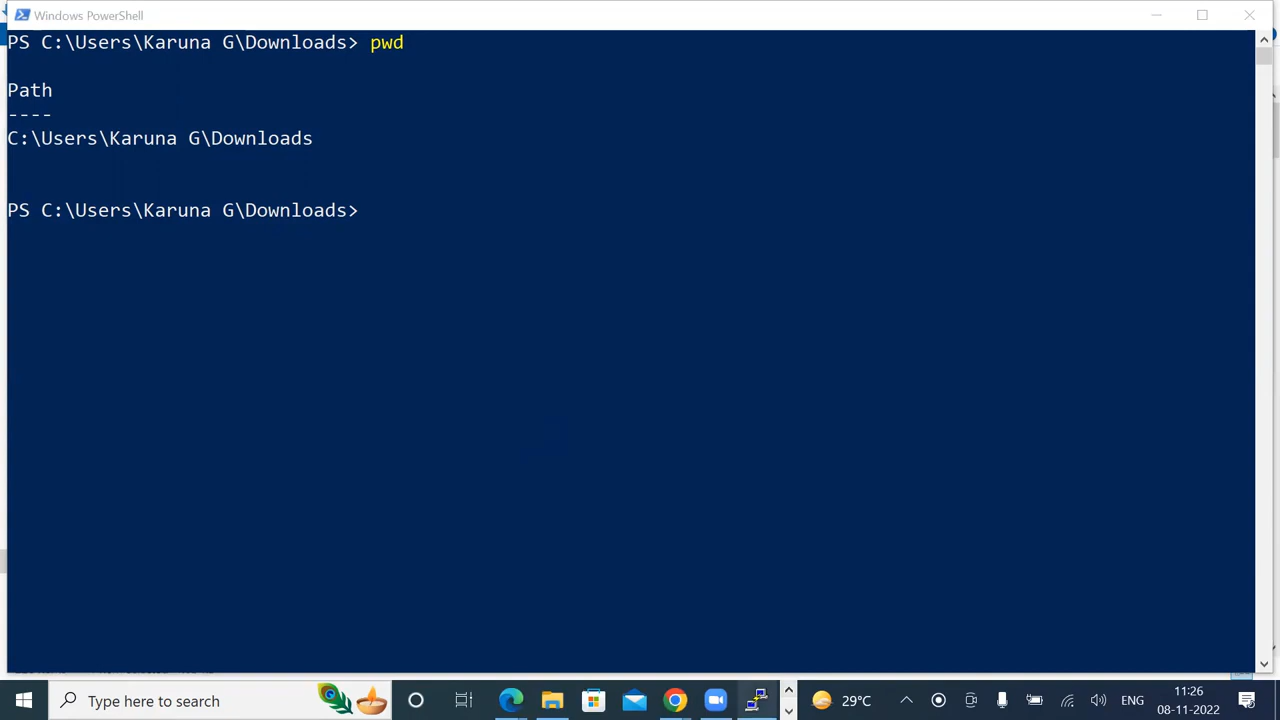 Windows PowerShell
PS C:\Users\Karuna G\Downloads> pwd
Path
----
C:\Users\Karuna G\Downloads
PS C:\Users\Karuna G\Downloads>
Type here to search
29°C
ENG
11:26
08-11-2022